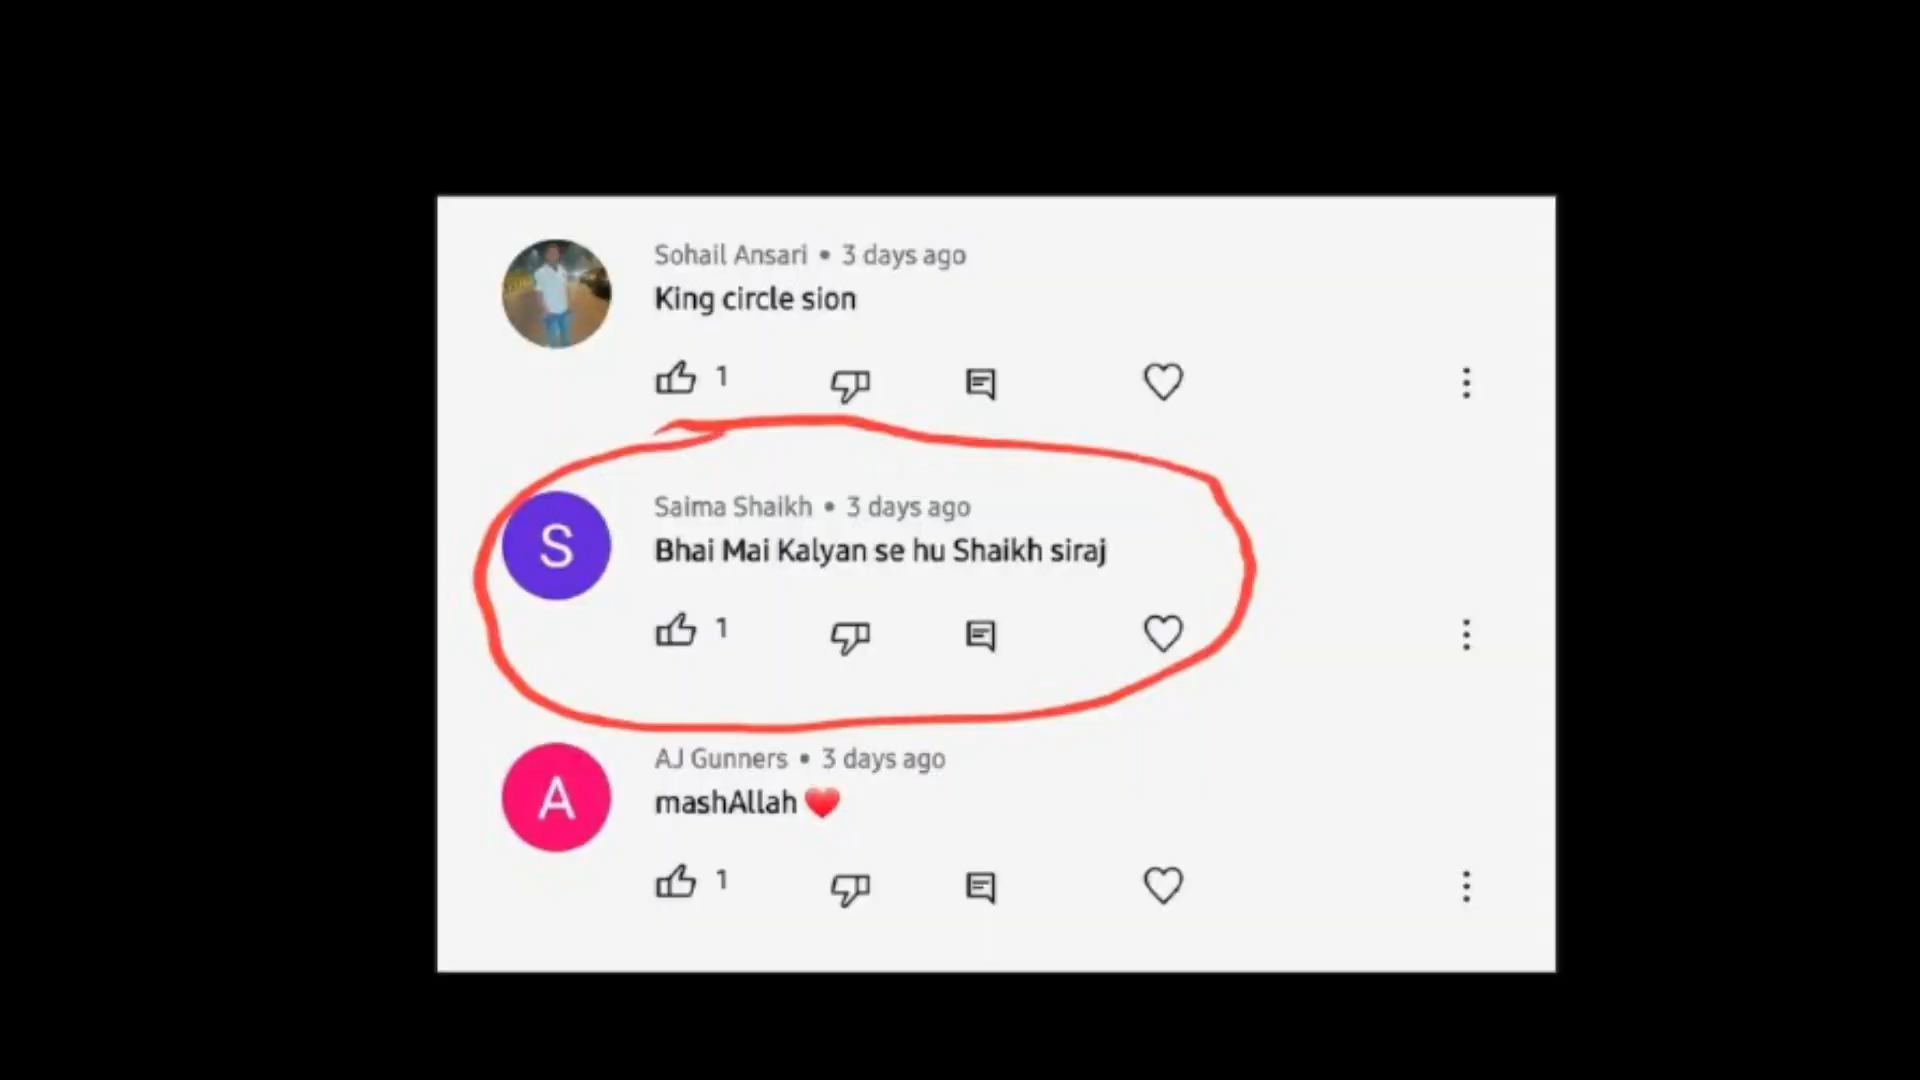 Sohail Ansari • 3 days ago
King circle sion
1
S
Saima Shaikh • 3 days ago
Bhai Mai Kalyan se hu Shaikh siraj
1
A
AJ Gunners • 3 days ago
mashAllah ❤️
1